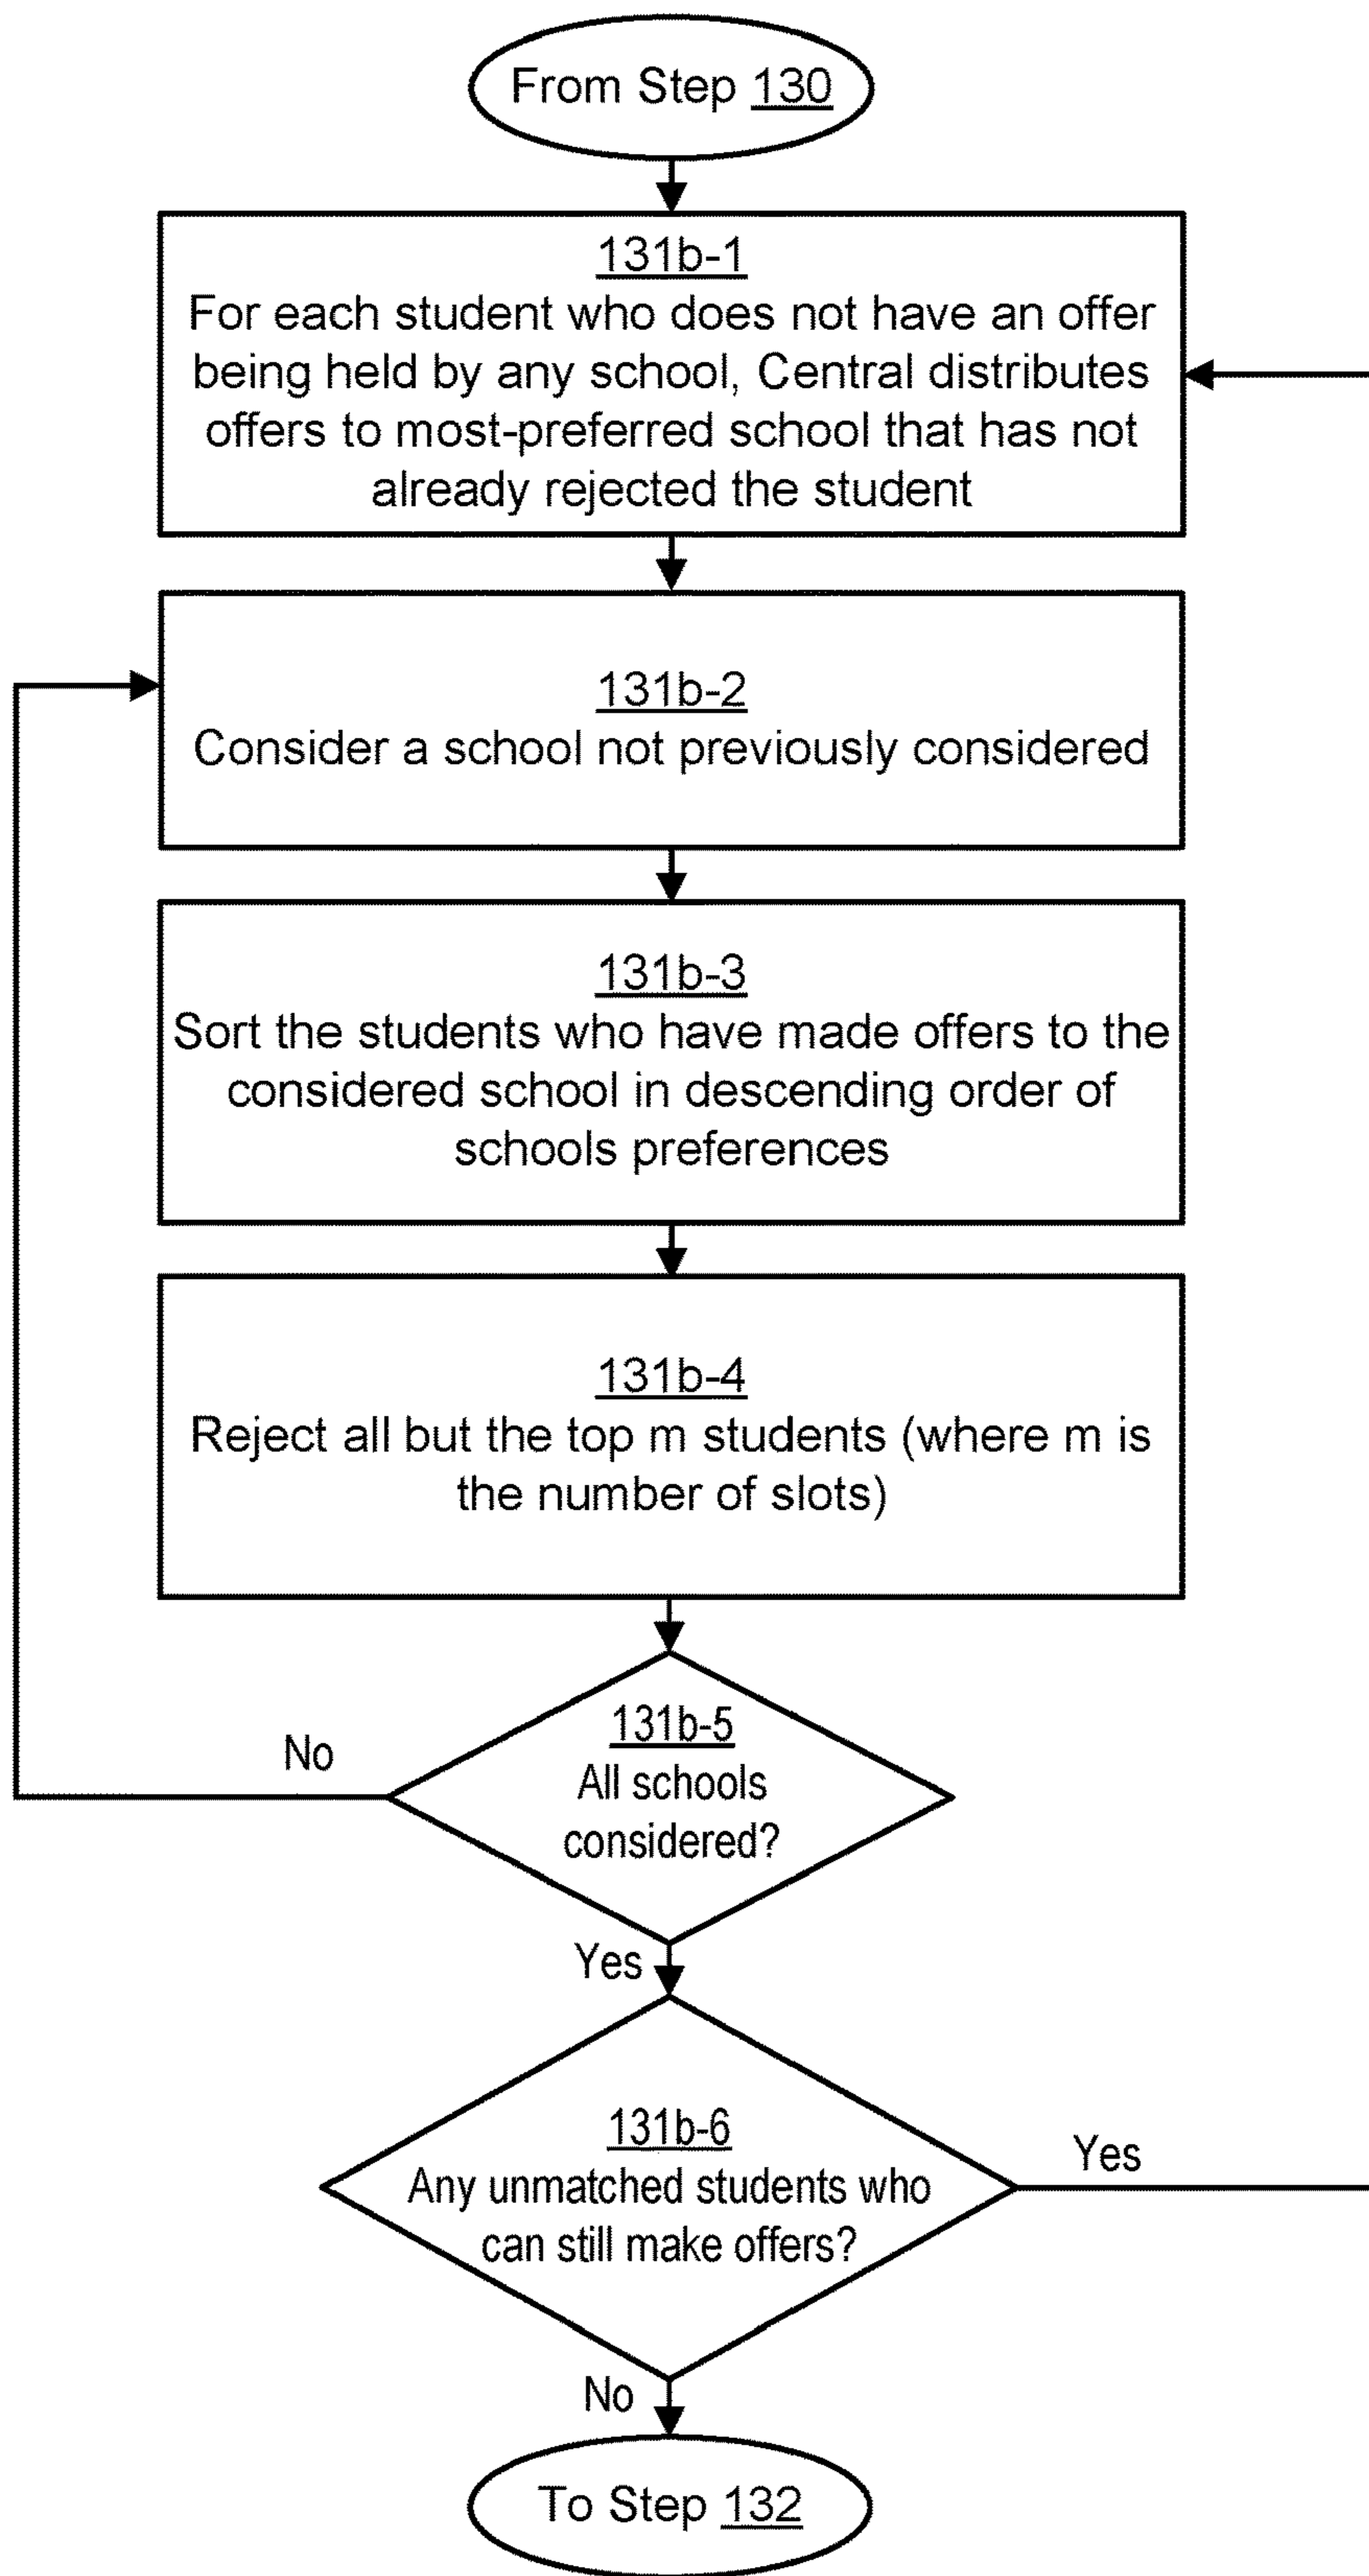 From Step 130
131b-1
For each student who does not have an offer
being held by any school, Central distributes
offers to most-preferred school that has not
already rejected the student
131b-2
Consider a school not previously considered
131b-3
Sort the students who have made offers to the
considered school in descending order of
schools preferences
131b-4
Reject all but the top m students (where m is
the number of slots)
131b-5
All schools
considered?
No
Yes
131b-6
Any unmatched students who
can still make offers?
Yes
No
To Step 132